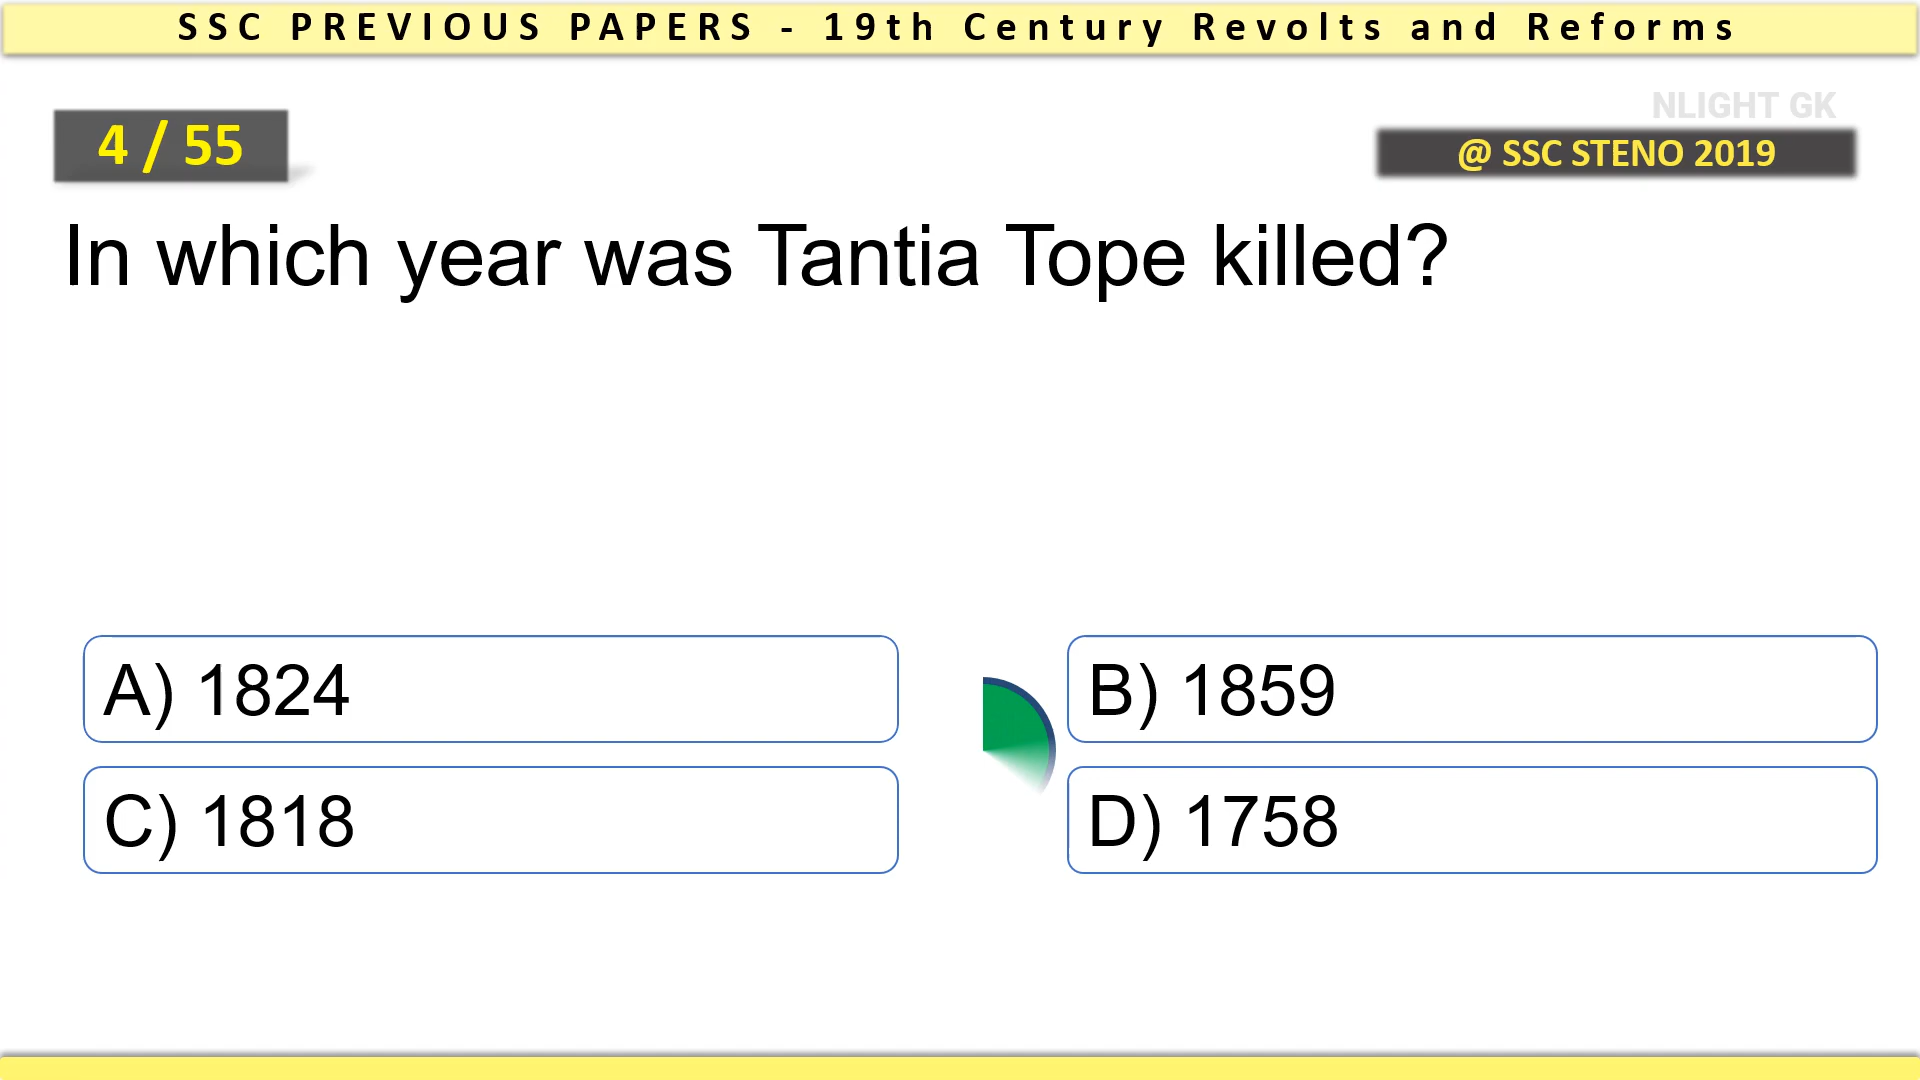 SSC PREVIOUS PAPERS - 19th Century Revolts and Reforms
NLIGHT GK
4 / 55
@ SSC STENO 2019
In which year was Tantia Tope killed?
A) 1824
B) 1859
C) 1818
D) 1758